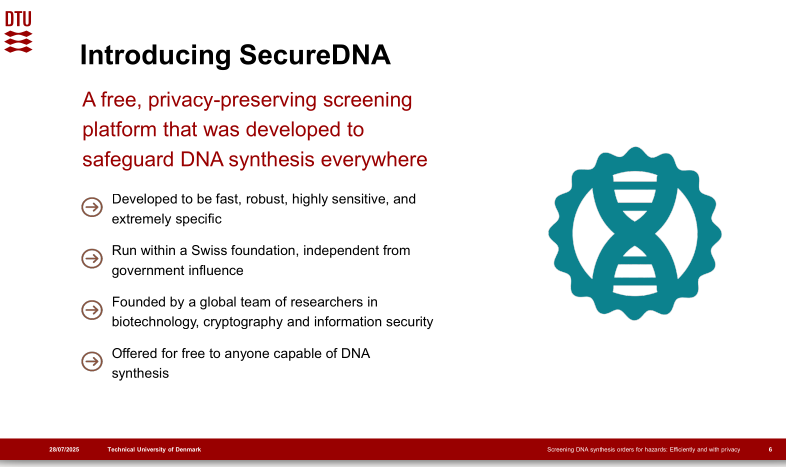 DTU
Introducing SecureDNA
A free, privacy-preserving screening
platform that was developed to
safeguard DNA synthesis everywhere
Developed to be fast, robust, highly sensitive, and
extremely specific
Run within a Swiss foundation, independent from
government influence
Founded by a global team of researchers in
biotechnology, cryptography and information security
Offered for free to anyone capable of DNA
synthesis
28/07/2025 Technical University of Denmark Screening DNA synthesis orders for hazards: Efficiently and with privacy 6